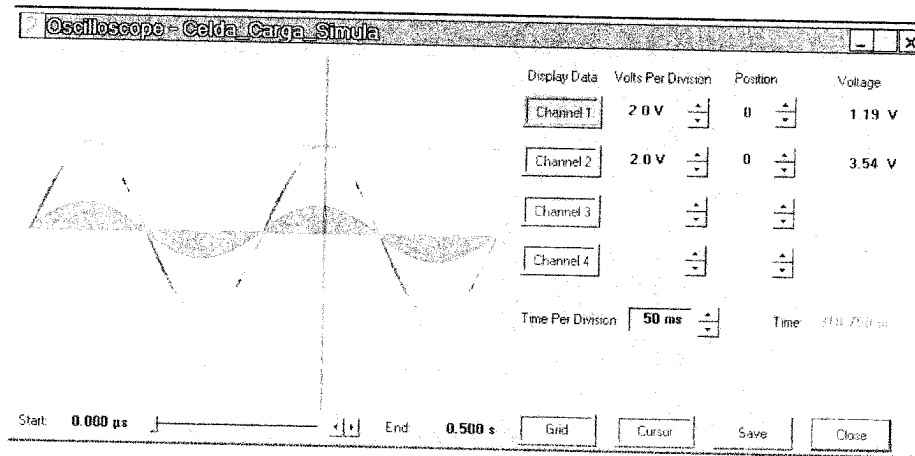 Oscilloscope - Celda_Carga_Simula
Display Data Volts Per Division Position Voltage
Channel 1 2.0 V 0 1.19 V
Channel 2 2.0 V 0 3.54 V
Channel 3
Channel 4
Time Per Division 50 ms Time:
Start: 0.000 µs End: 0.500 s Grid Cursor Save Close